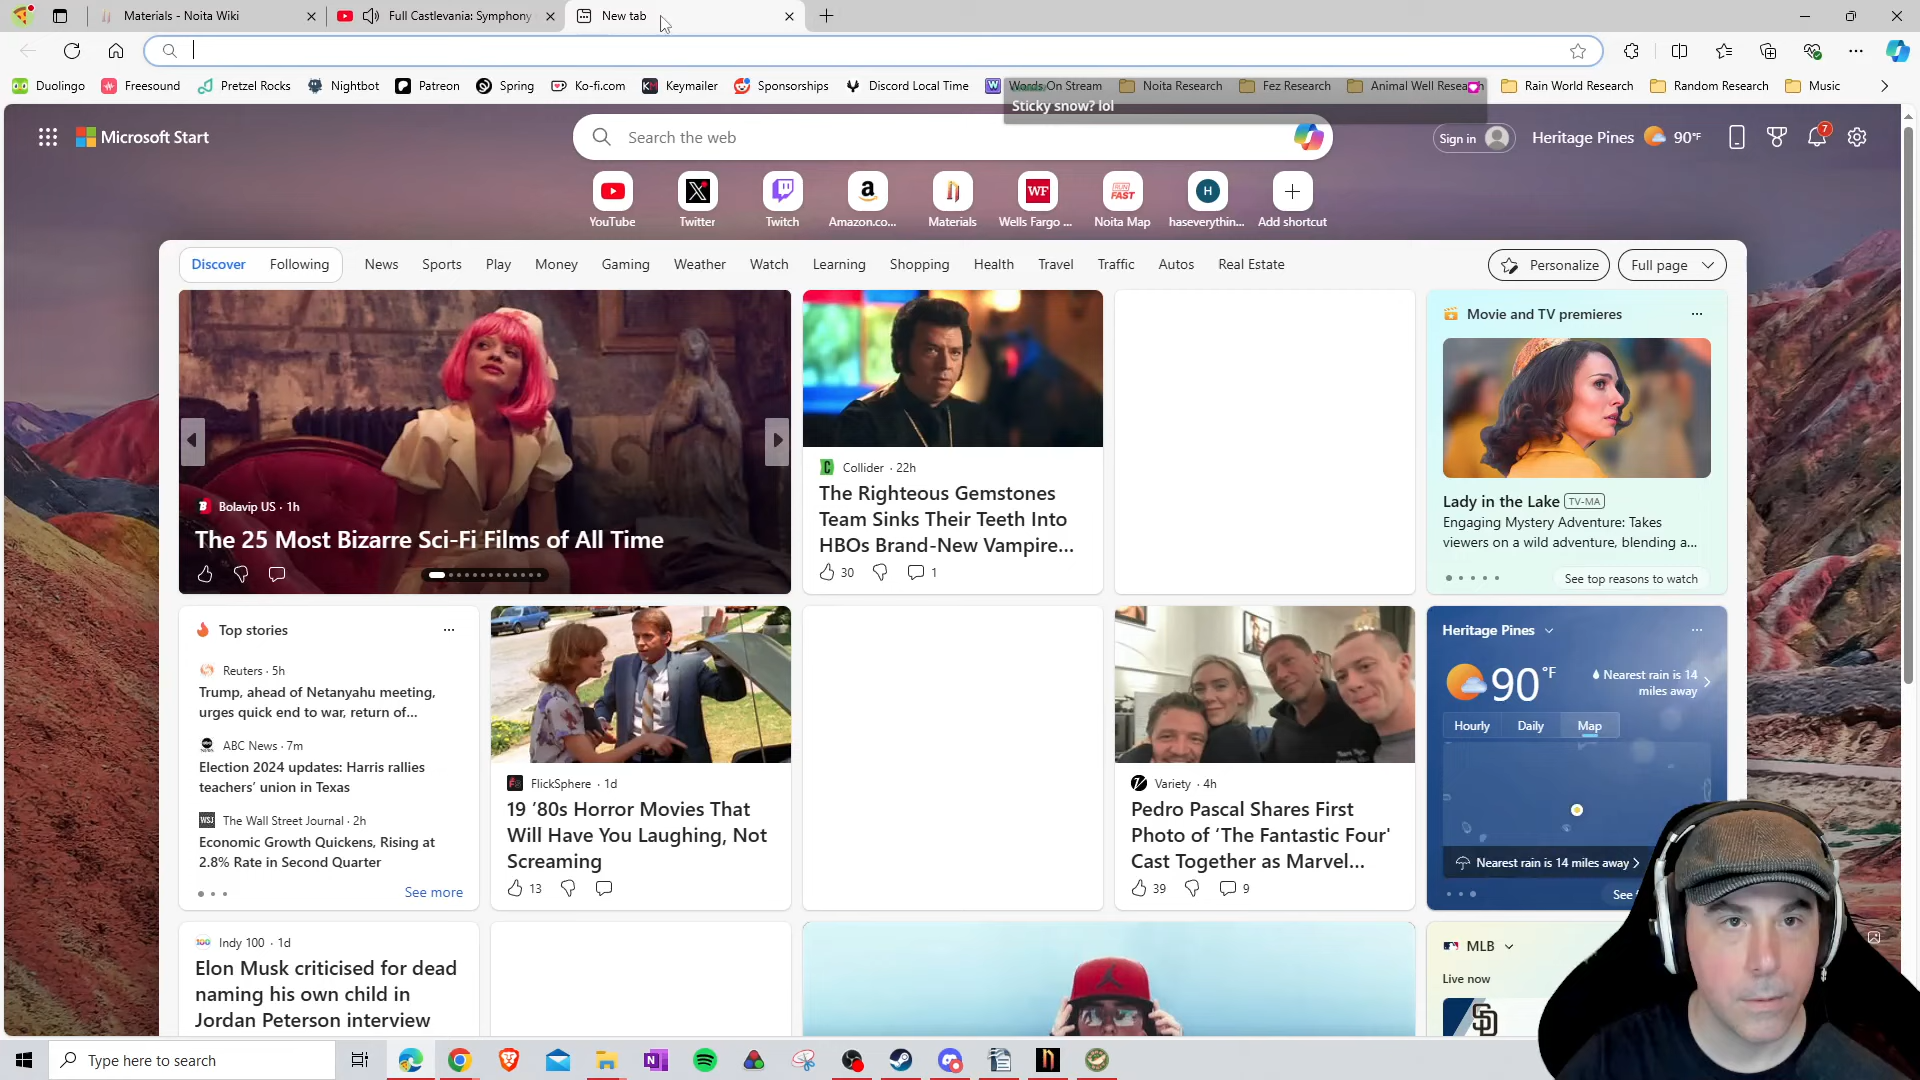 Materials - Noita Wiki
Full Castlevania: Symphony
New tab
Duolingo
Freesound
Pretzel Rocks
Nightbot
Patreon
Spring
Ko-fi.com
Keymailer
Sponsorships
Discord Local Time
Words On Stream
Noita Research
Fez Research
Animal Well Research
Rain World Research
Random Research
Music
Sticky snow? lol
Microsoft Start
Search the web
Sign in
Heritage Pines
90°F
7
YouTube
Twitter
Twitch
Amazon.co...
Materials
Wells Fargo ...
Noita Map
haseverythin...
Add shortcut
Discover
Following
News
Sports
Play
Money
Gaming
Weather
Watch
Learning
Shopping
Health
Travel
Traffic
Autos
Real Estate
Personalize
Full page
Bolavip US · 1h
The 25 Most Bizarre Sci-Fi Films of All Time
Collider · 22h
The Righteous Gemstones
Team Sinks Their Teeth Into
HBOs Brand-New Vampire...
30
1
Movie and TV premieres
Lady in the Lake TV-MA
Engaging Mystery Adventure: Takes
viewers on a wild adventure, blending a...
See top reasons to watch
Top stories
Reuters · 5h
Trump, ahead of Netanyahu meeting,
urges quick end to war, return of...
ABC News · 7m
Election 2024 updates: Harris rallies
teachers’ union in Texas
The Wall Street Journal · 2h
Economic Growth Quickens, Rising at
2.8% Rate in Second Quarter
See more
FlickSphere · 1d
19 ’80s Horror Movies That
Will Have You Laughing, Not
Screaming
13
Variety · 4h
Pedro Pascal Shares First
Photo of ‘The Fantastic Four'
Cast Together as Marvel...
39
9
Heritage Pines
90 °F
Nearest rain is 14
miles away
Hourly
Daily
Map
Nearest rain is 14 miles away
See
Indy 100 · 1d
Elon Musk criticised for dead
naming his own child in
Jordan Peterson interview
MLB
Live now
Type here to search